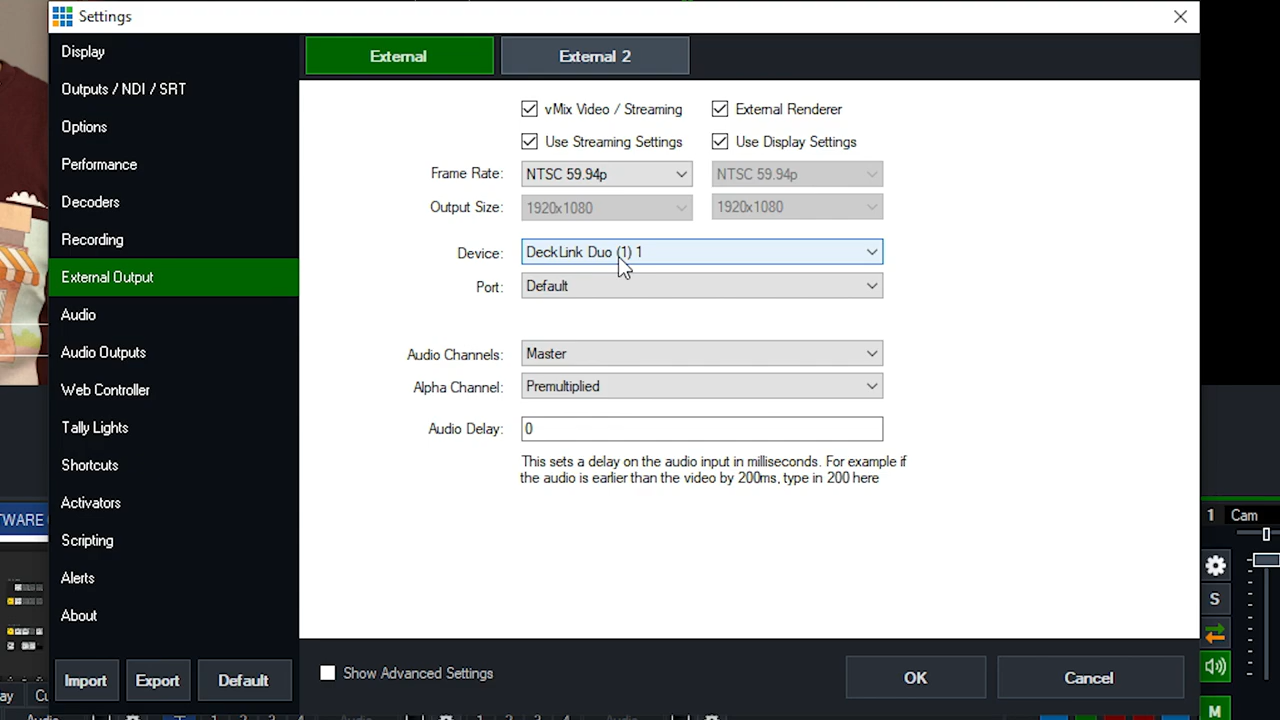 Settings
Display
Outputs / NDI / SRT
Options
Performance
Decoders
Recording
External Output
Audio
Audio Outputs
Web Controller
Tally Lights
Shortcuts
Activators
Scripting
Alerts
About
Import Export Default
External External 2
vMix Video / Streaming External Renderer
Use Streaming Settings Use Display Settings
Frame Rate: NTSC 59.94p NTSC 59.94p
Output Size: 1920x1080 1920x1080
Device: DeckLink Duo (1) 1
Port: Default
Audio Channels: Master
Alpha Channel: Premultiplied
Audio Delay: 0
This sets a delay on the audio input in milliseconds. For example if
the audio is earlier than the video by 200ms, type in 200 here
Show Advanced Settings
OK Cancel
TWARE
1 Cam
S
M